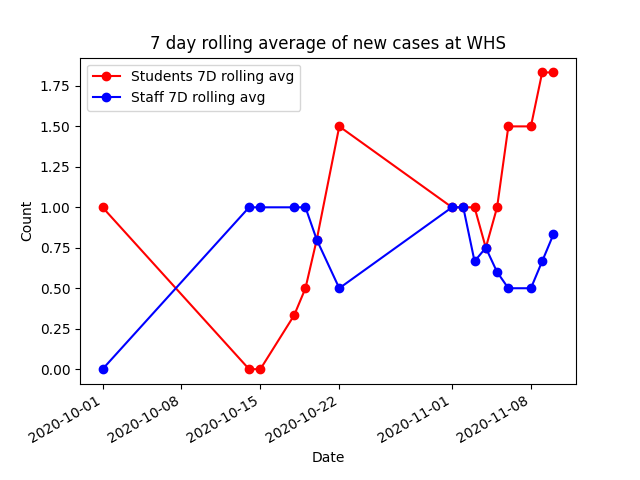 7 day rolling average of new cases at WHS
Students 7D rolling avg
Staff 7D rolling avg
1.75
1.50
1.25
1.00
0.75
0.50
0.25
0.00
Count
2020-10-01
2020-10-08
2020-10-15
2020-10-22
2020-11-01
2020-11-08
Date